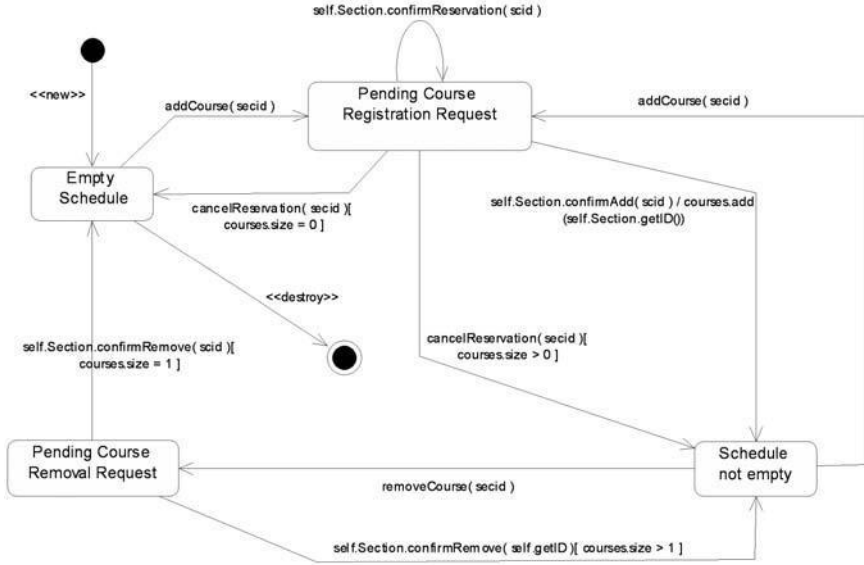 self.Section.confirmReservation( scid )
<<new>>
addCourse( secid )
Pending Course
Registration Request
addCourse( secid )
Empty
Schedule
cancelReservation( secid )[
courses.size = 0 ]
self.Section.confirmAdd( scid ) / courses.add
(self.Section.getID())
<<destroy>>
self.Section.confirmRemove( scid )[
courses.size = 1 ]
cancelReservation( secid )[
courses.size > 0 ]
Pending Course
Removal Request
Schedule
not empty
removeCourse( secid )
self.Section.confirmRemove( self.getID )[ courses.size > 1 ]